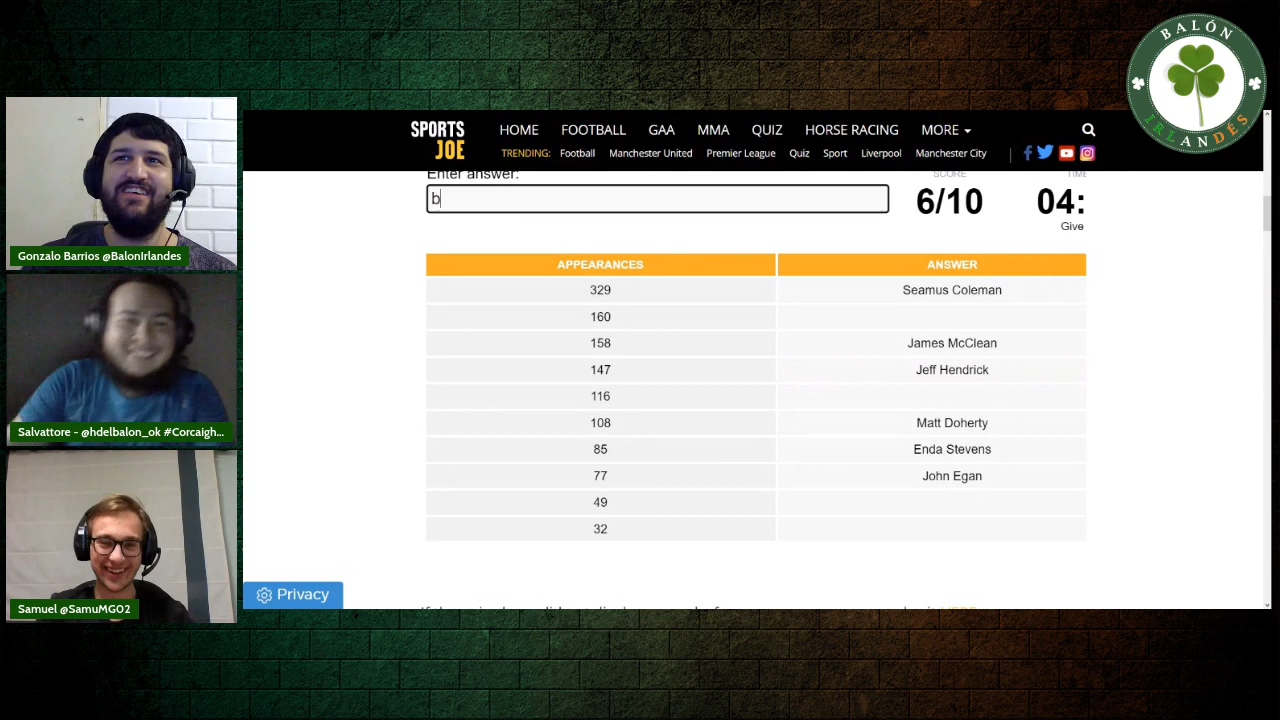 BALÓN
IRLANDÉS
SPORTS
JOE
HOME FOOTBALL GAA MMA QUIZ HORSE RACING MORE
TRENDING: Football Manchester United Premier League Quiz Sport Liverpool Manchester City
Enter answer:
b
SCORE
6/10
TIME
04:
Give
APPEARANCES ANSWER
329 Seamus Coleman
160
158 James McClean
147 Jeff Hendrick
116
108 Matt Doherty
85 Enda Stevens
77 John Egan
49
32
Privacy
Gonzalo Barrios @BalonIrlandes
Salvattore - @hdelbalon_ok #Corcaigh...
Samuel @SamuMG02